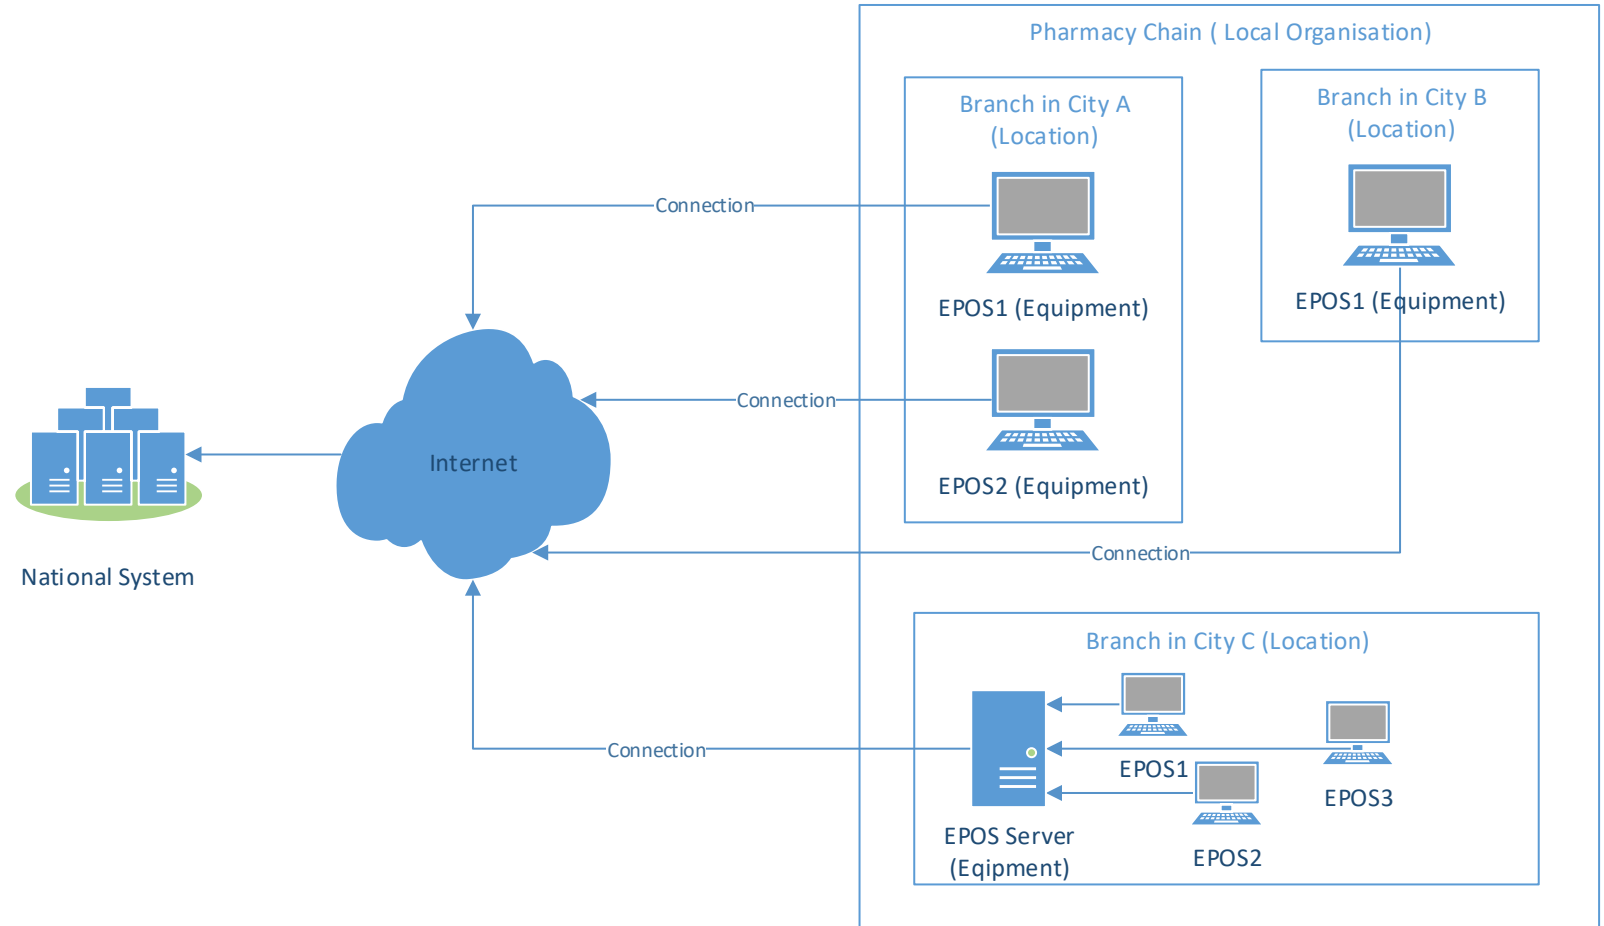 Pharmacy Chain ( Local Organisation)
Branch in City A
(Location)
Branch in City B
(Location)
Connection
EPOS1 (Equipment)
EPOS1 (Equipment)
Connection
Internet
EPOS2 (Equipment)
Connection
National System
Branch in City C (Location)
Connection
EPOS1
EPOS3
EPOS Server
(Eqipment)
EPOS2